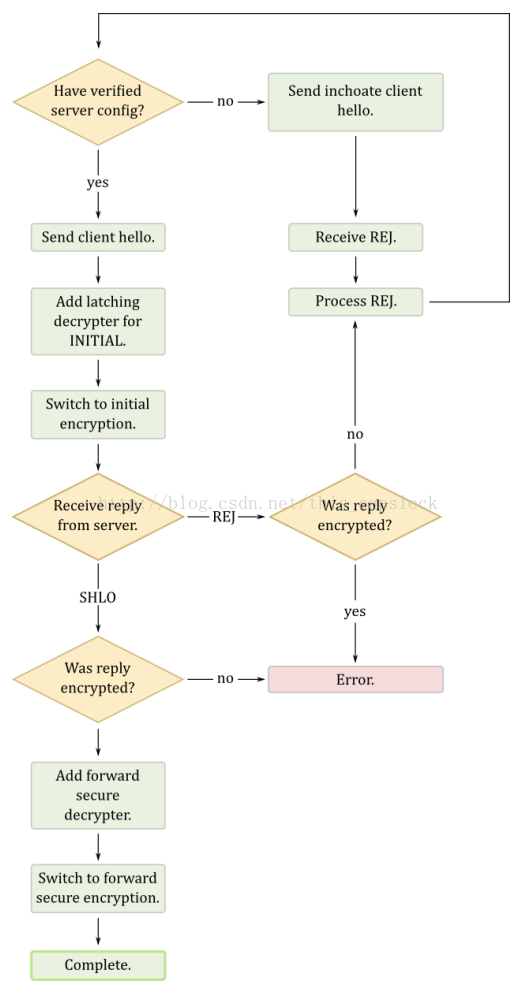 Have verified
server config?
no
Send inchoate client
hello.
yes
Send client hello.
Receive REJ.
Add latching
decrypter for
INITIAL.
Process REJ.
Switch to initial
encryption.
no
Receive reply
from server.
REJ
Was reply
encrypted?
SHLO
yes
Was reply
encrypted?
no
Error.
Add forward
secure
decrypter.
Switch to forward
secure encryption.
Complete.